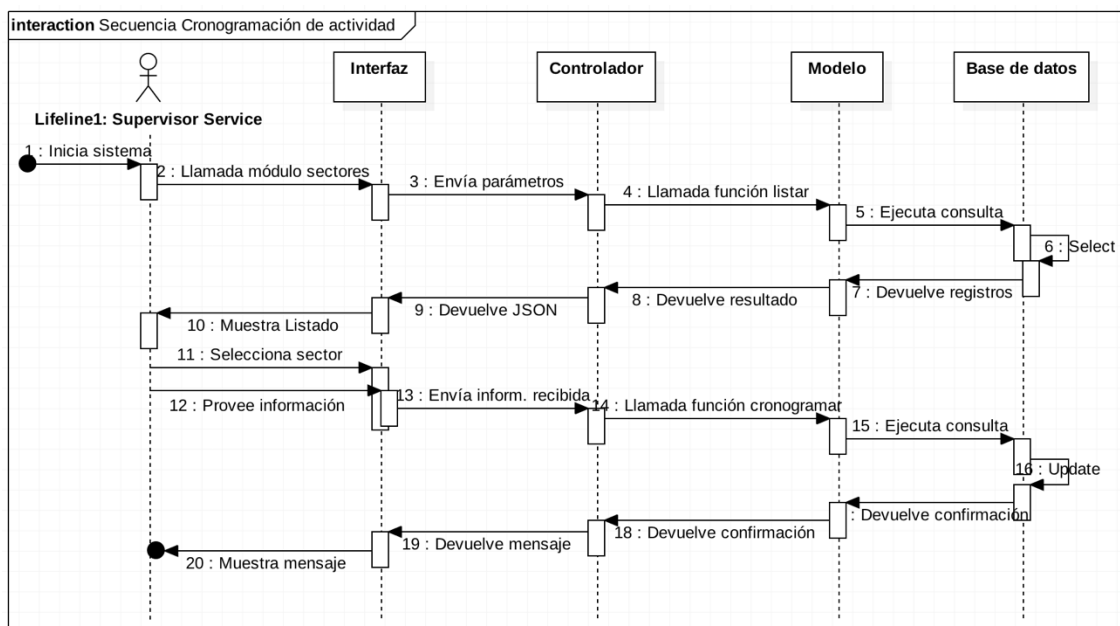 interaction Secuencia Cronogramación de actividad
Interfaz
Controlador
Modelo
Base de datos
Lifeline1: Supervisor Service
1 : Inicia sistema
2 : Llamada módulo sectores
3 : Envía parámetros
4 : Llamada función listar
5 : Ejecuta consulta
6 : Select
7 : Devuelve registros
8 : Devuelve resultado
9 : Devuelve JSON
10 : Muestra Listado
11 : Selecciona sector
12 : Provee información
13 : Envía inform. recibida
14 : Llamada función cronogramar
15 : Ejecuta consulta
16 : Update
: Devuelve confirmación
18 : Devuelve confirmación
19 : Devuelve mensaje
20 : Muestra mensaje